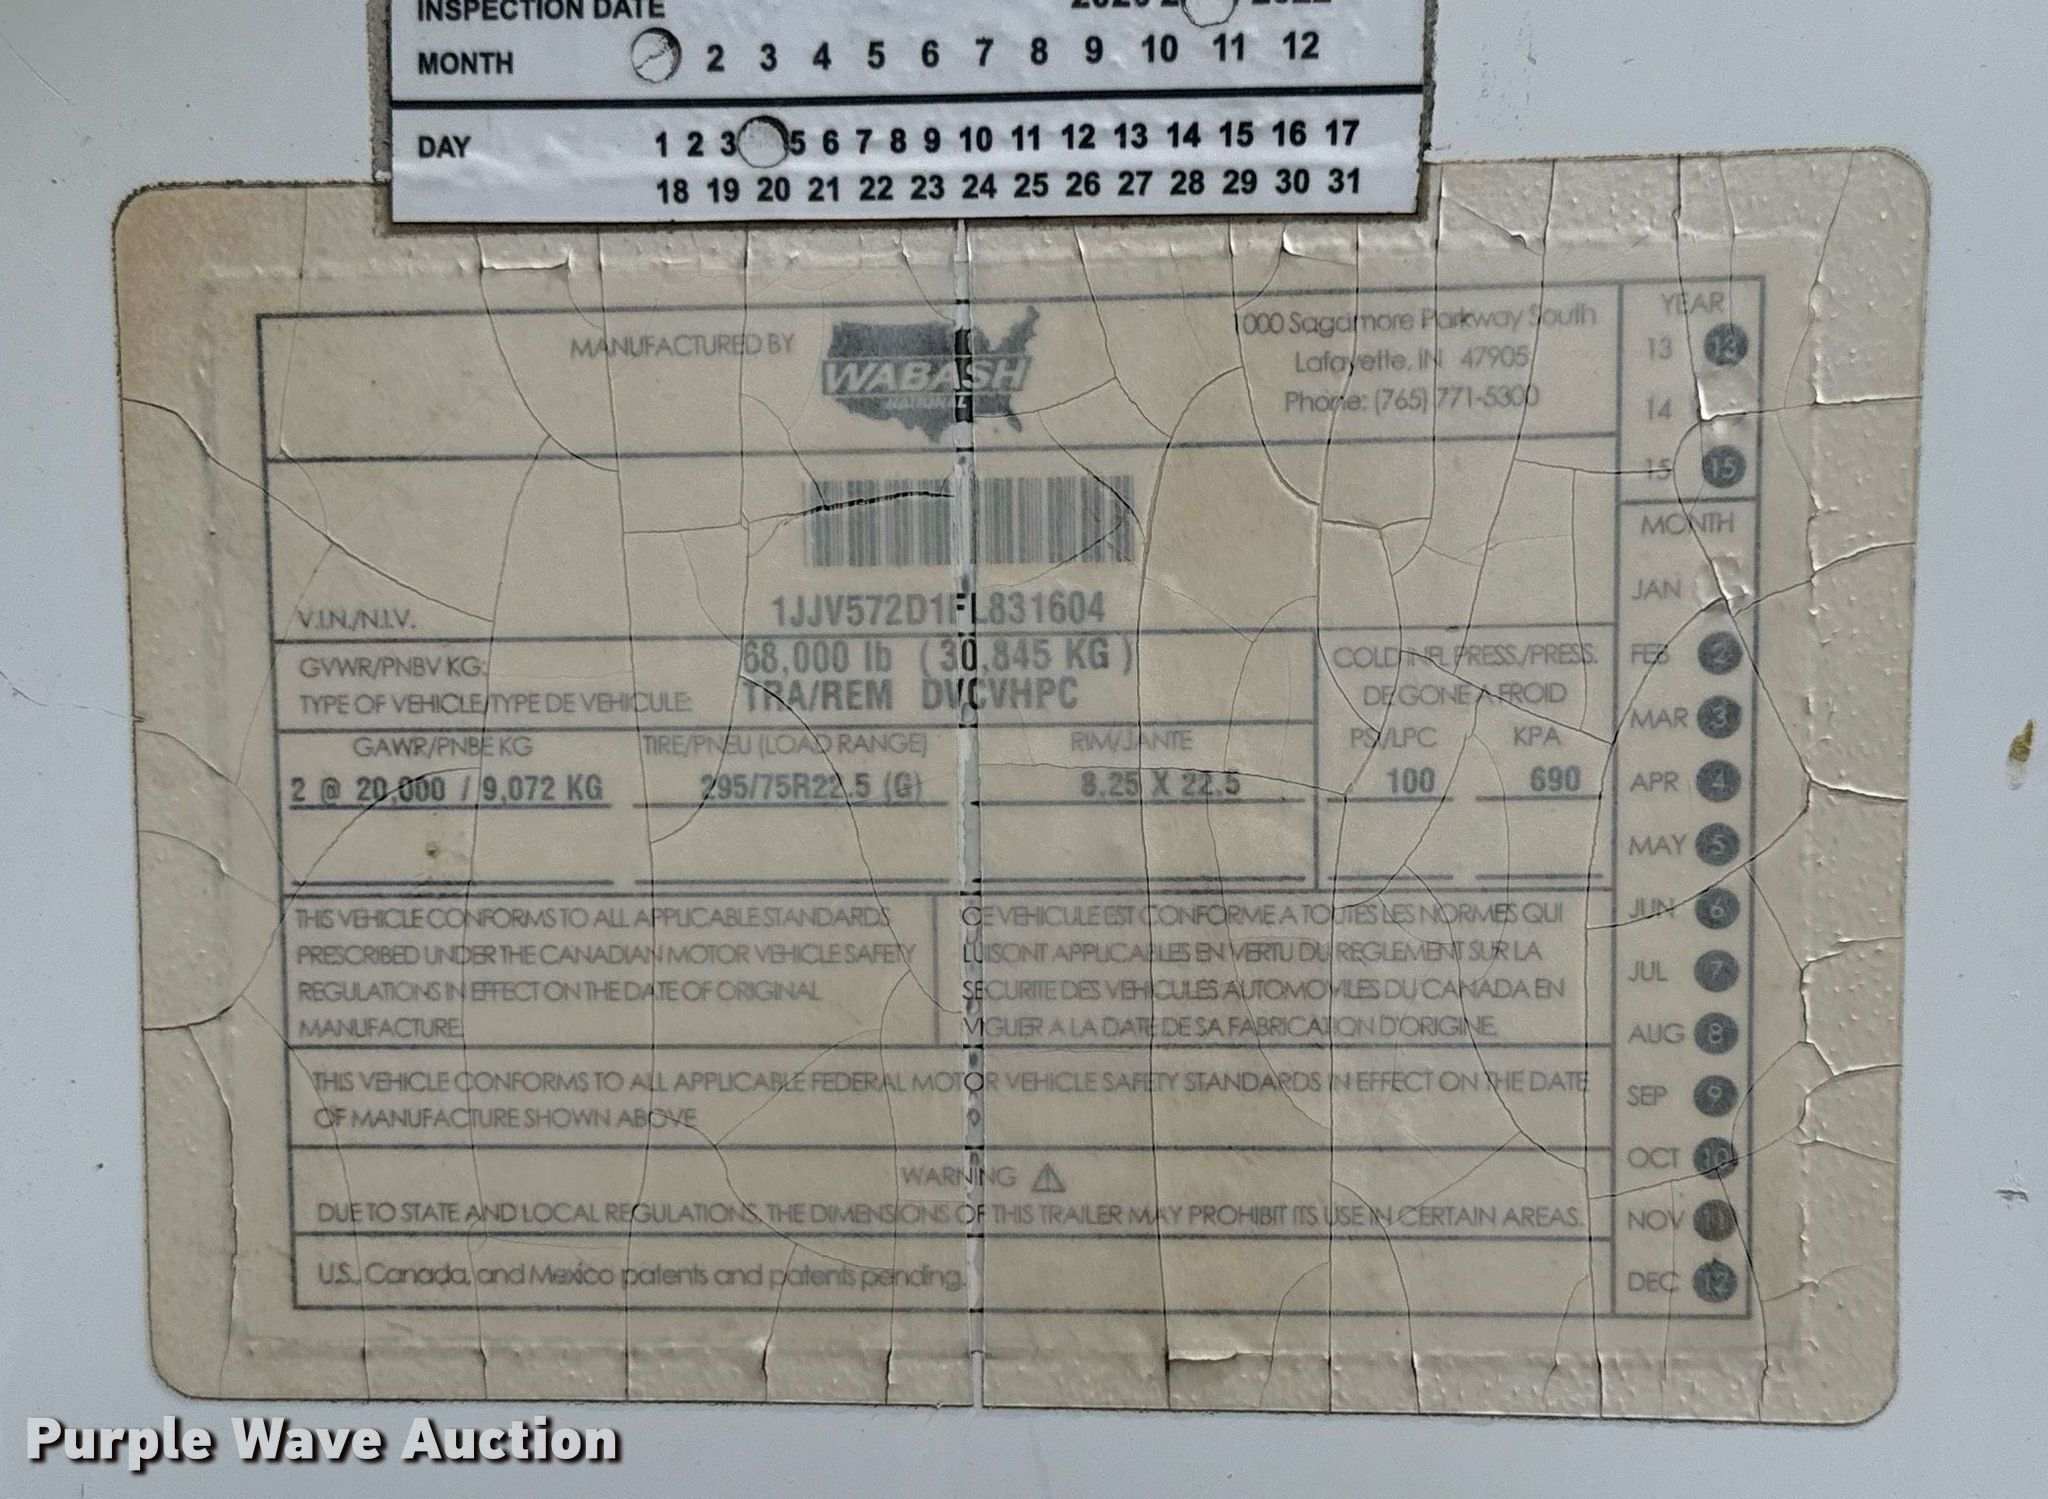 INSPECTION DATE 2020
MONTH 2 3 4 5 6 7 8 9 10 11 12
DAY 1 2 3 5 6 7 8 9 10 11 12 13 14 15 16 17
18 19 20 21 22 23 24 25 26 27 28 29 30 31
MANUFACTURED BY
WABASH
NATIONAL
1000 Sagamore Parkway South
Lafayette, IN 47905
Phone: (765) 771-5300
V.I.N./N.I.V. 1JJV572D1FL831604
GVWR/PNBV KG: 68,000 lb (30,845 KG)
TYPE OF VEHICLE/TYPE DE VEHICULE: TRA/REM DVCVHPC
COLD INFL PRESS./PRESS.
DE GONE A FROID
GAWR/PNBE KG TIRE/PNEU (LOAD RANGE) RIM/JANTE PSI/LPC KPA
2 @ 20,000 / 9,072 KG 295/75R22.5 (G) 8.25 X 22.5 100 690
THIS VEHICLE CONFORMS TO ALL APPLICABLE STANDARDS
PRESCRIBED UNDER THE CANADIAN MOTOR VEHICLE SAFETY
REGULATIONS IN EFFECT ON THE DATE OF ORIGINAL
MANUFACTURE.
CE VEHICULE EST CONFORME A TOUTES LES NORMES QUI
LUI SONT APPLICABLES EN VERTU DU REGLEMENT SUR LA
SECURITE DES VEHICULES AUTOMOVILES DU CANADA EN
VIGUER A LA DATE DE SA FABRICATION D'ORIGINE.
THIS VEHICLE CONFORMS TO ALL APPLICABLE FEDERAL MOTOR VEHICLE SAFETY STANDARDS IN EFFECT ON THE DATE
OF MANUFACTURE SHOWN ABOVE
WARNING
DUE TO STATE AND LOCAL REGULATIONS, THE DIMENSIONS OF THIS TRAILER MAY PROHIBIT ITS USE IN CERTAIN AREAS.
U.S., Canada, and Mexico patents and patents pending.
YEAR
13 13
14
15 15
MONTH
JAN
FEB 2
MAR 3
APR 4
MAY 5
JUN 6
JUL 7
AUG 8
SEP 9
OCT 10
NOV 11
DEC 12
Purple Wave Auction